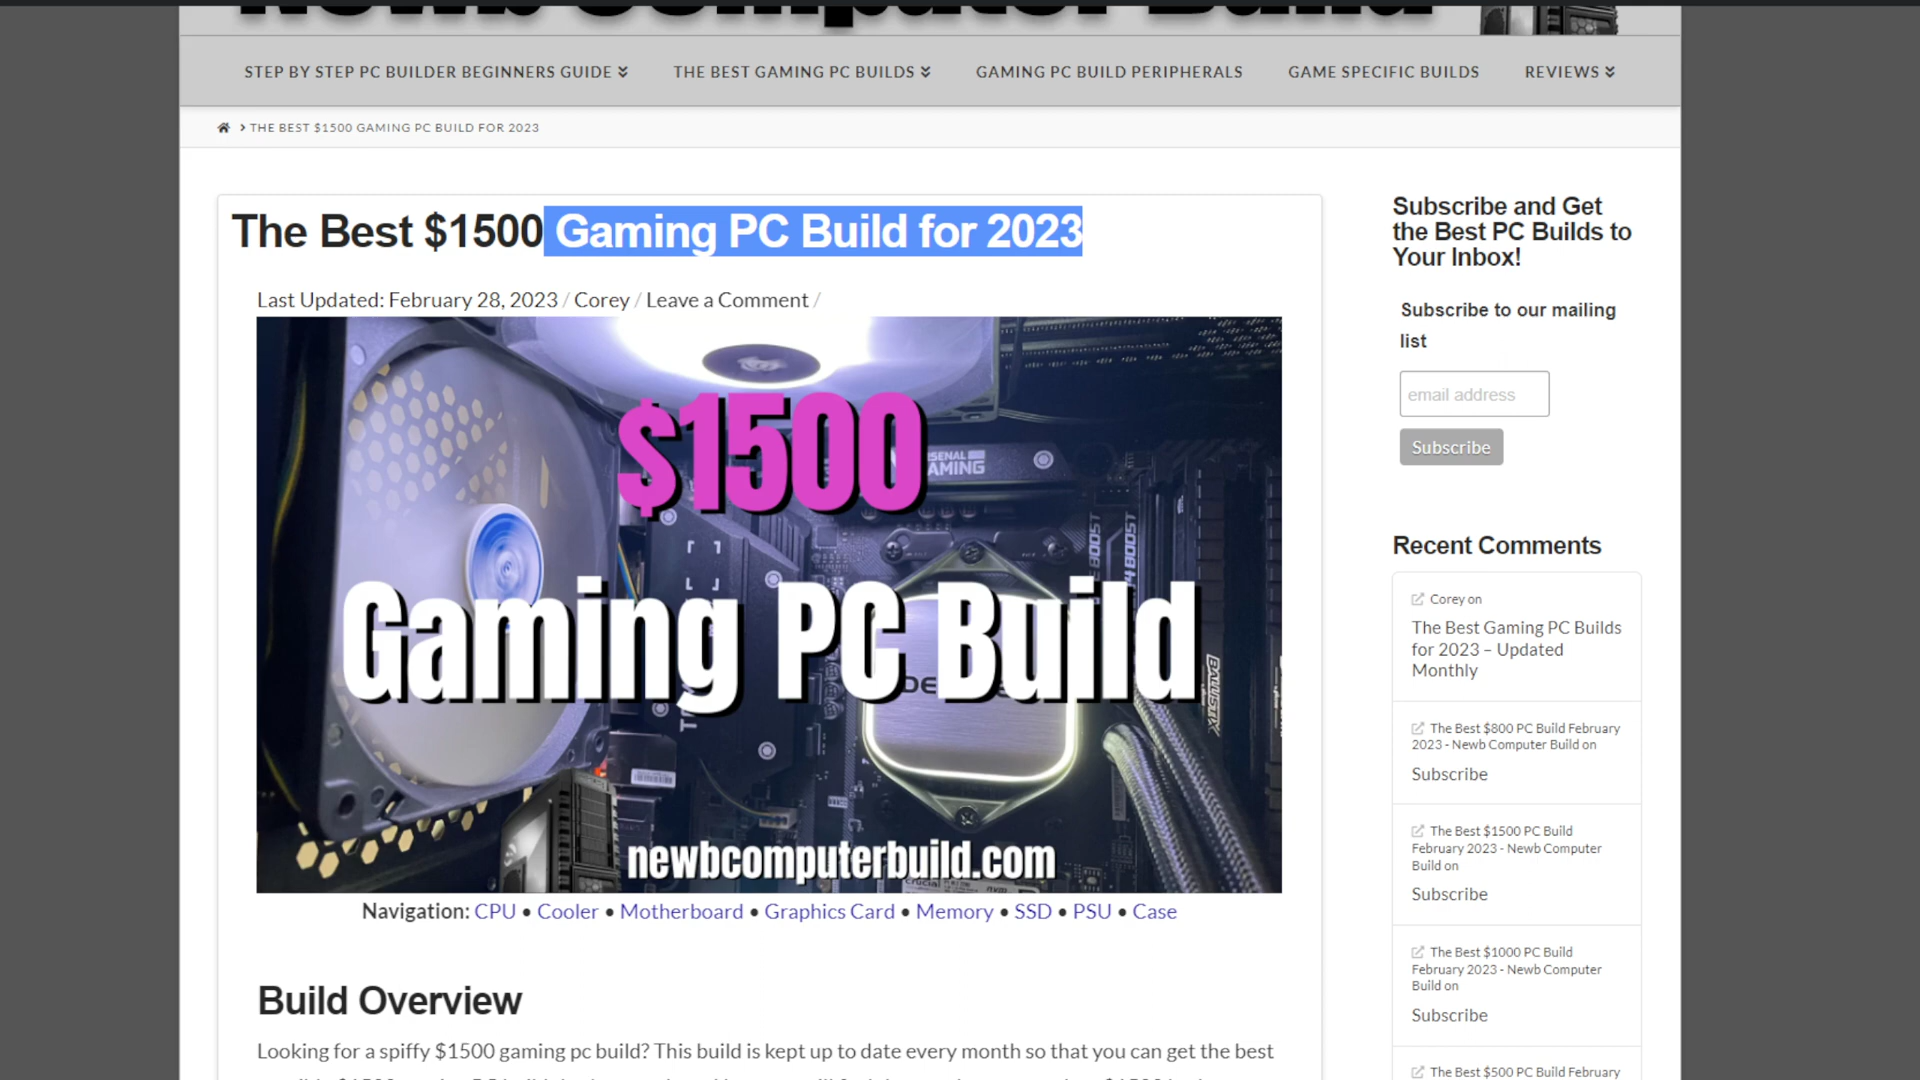 Newb Computer Build
STEP BY STEP PC BUILDER BEGINNERS GUIDE THE BEST GAMING PC BUILDS GAMING PC BUILD PERIPHERALS GAME SPECIFIC BUILDS REVIEWS
THE BEST $1500 GAMING PC BUILD FOR 2023
The Best $1500 Gaming PC Build for 2023
Last Updated: February 28, 2023 / Corey / Leave a Comment /
$1500
Gaming PC Build
BALLISTIX
newbcomputerbuild.com
Navigation: CPU • Cooler • Motherboard • Graphics Card • Memory • SSD • PSU • Case
Build Overview
Looking for a spiffy $1500 gaming pc build? This build is kept up to date every month so that you can get the best
Subscribe and Get
the Best PC Builds to
Your Inbox!
Subscribe to our mailing
list
email address
Subscribe
Recent Comments
Corey on
The Best Gaming PC Builds
for 2023 – Updated
Monthly
The Best $800 PC Build February
2023 - Newb Computer Build on
Subscribe
The Best $1500 PC Build
February 2023 - Newb Computer
Build on
Subscribe
The Best $1000 PC Build
February 2023 - Newb Computer
Build on
Subscribe
The Best $500 PC Build February